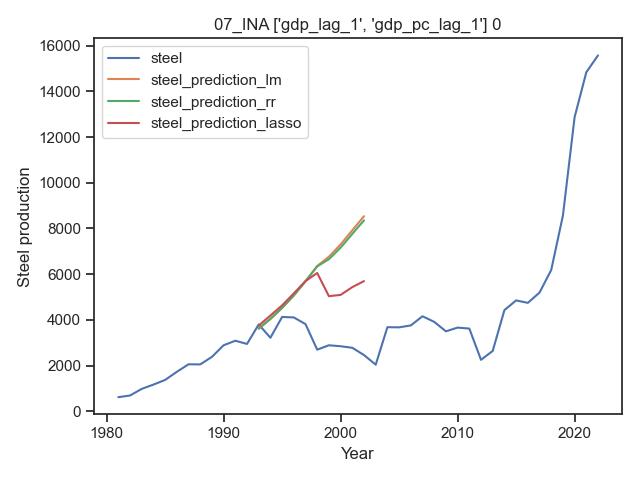 07_INA ['gdp_lag_1', 'gdp_pc_lag_1'] 0
steel
steel_prediction_lm
steel_prediction_rr
steel_prediction_lasso
Steel production
16000
14000
12000
10000
8000
6000
4000
2000
0
1980
1990
2000
2010
2020
Year